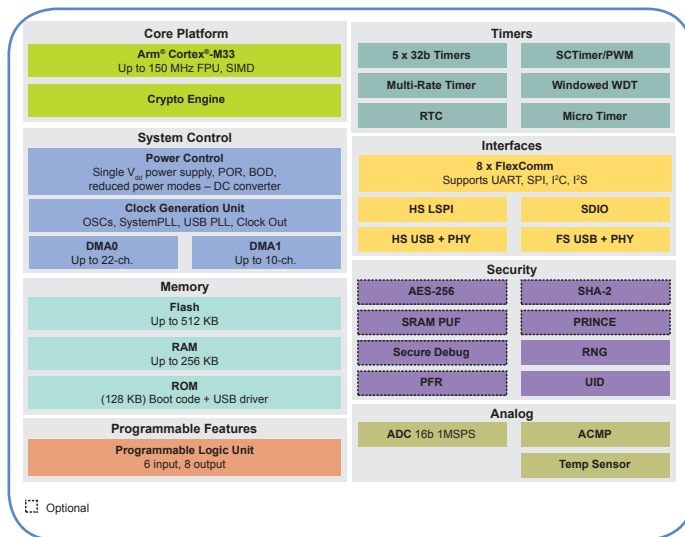 Core Platform
Arm® Cortex®-M33
Up to 150 MHz FPU, SIMD
Crypto Engine
System Control
Power Control
Single Vdd power supply, POR, BOD,
reduced power modes – DC converter
Clock Generation Unit
OSCs, SystemPLL, USB PLL, Clock Out
DMA0
Up to 22-ch.
DMA1
Up to 10-ch.
Memory
Flash
Up to 512 KB
RAM
Up to 256 KB
ROM
(128 KB) Boot code + USB driver
Programmable Features
Programmable Logic Unit
6 input, 8 output
Optional
Timers
5 x 32b Timers
SCTimer/PWM
Multi-Rate Timer
Windowed WDT
RTC
Micro Timer
Interfaces
8 x FlexComm
Supports UART, SPI, I²C, I²S
HS LSPI
SDIO
HS USB + PHY
FS USB + PHY
Security
AES-256
SHA-2
SRAM PUF
PRINCE
Secure Debug
RNG
PFR
UID
Analog
ADC 16b 1MSPS
ACMP
Temp Sensor